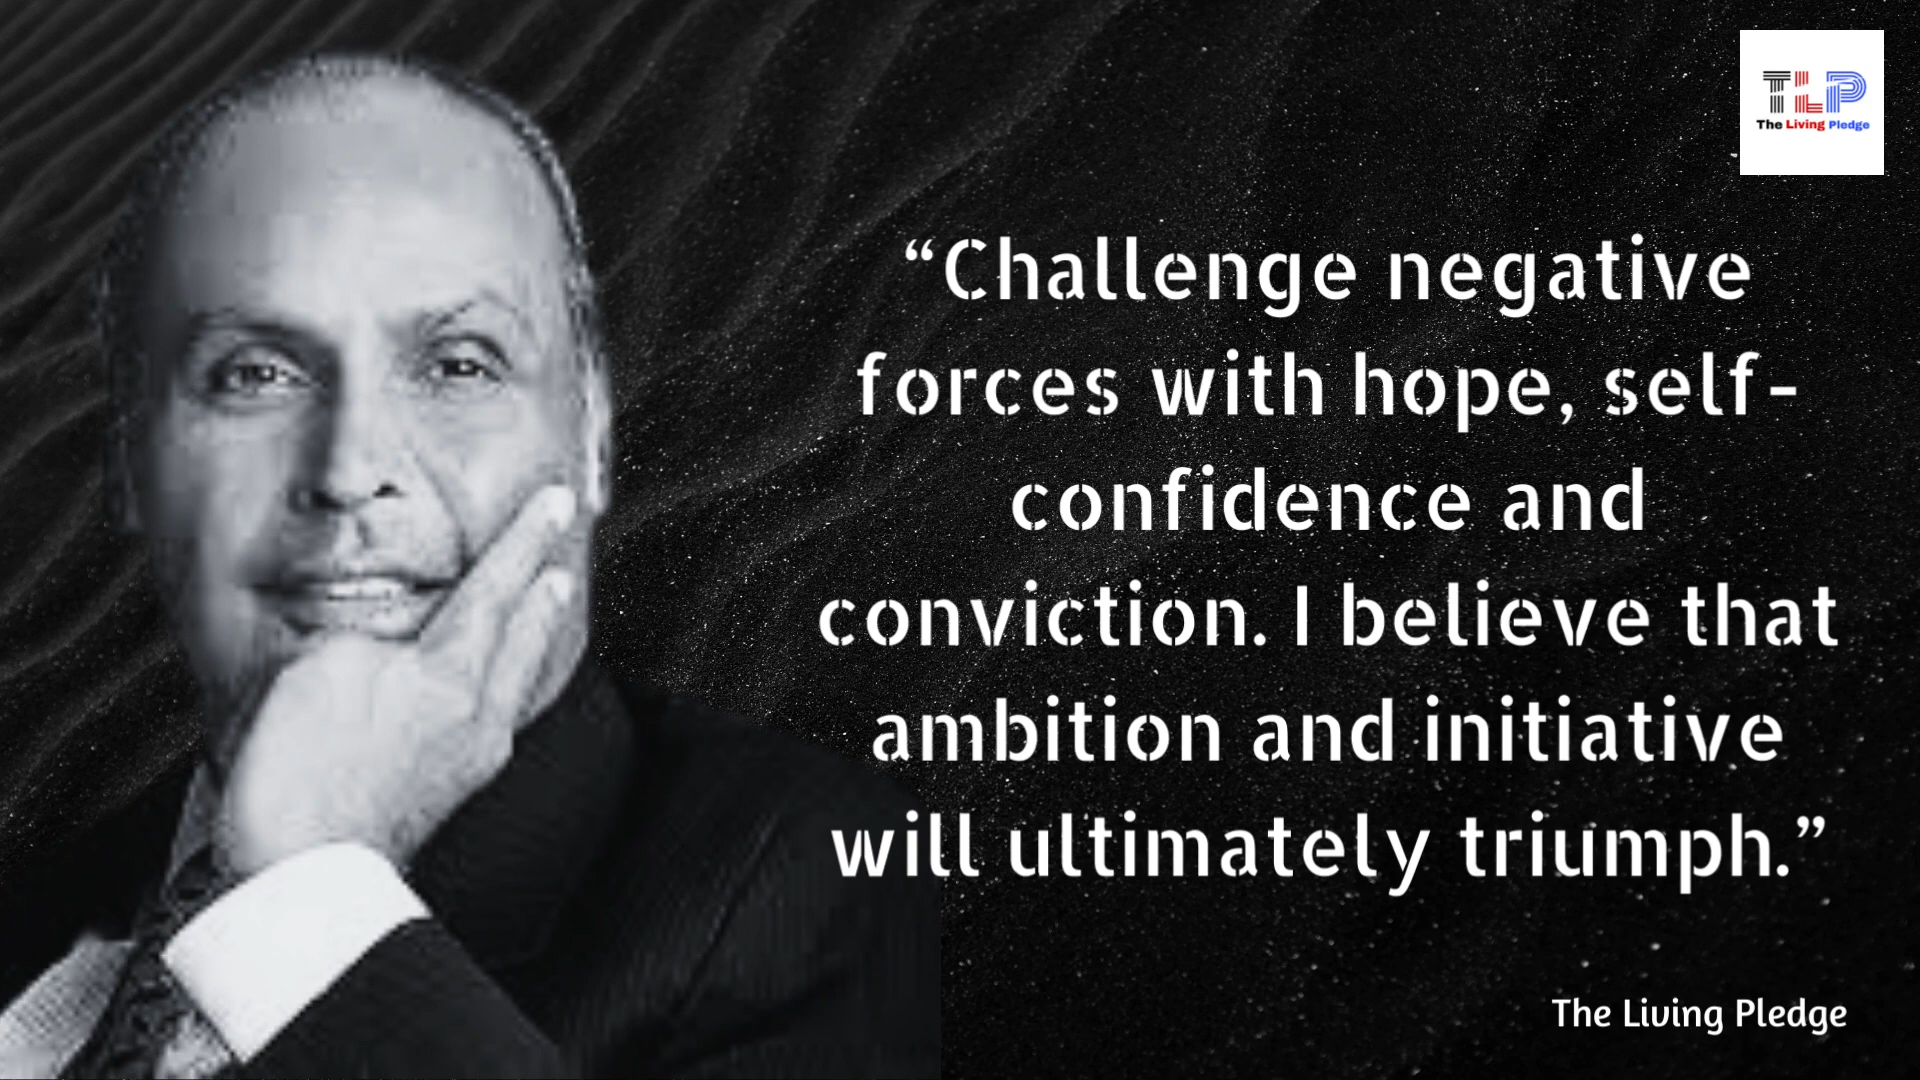 TLP
The Living Pledge
“Challenge negative
forces with hope, self-
confidence and
conviction. I believe that
ambition and initiative
will ultimately triumph.”
The Living Pledge